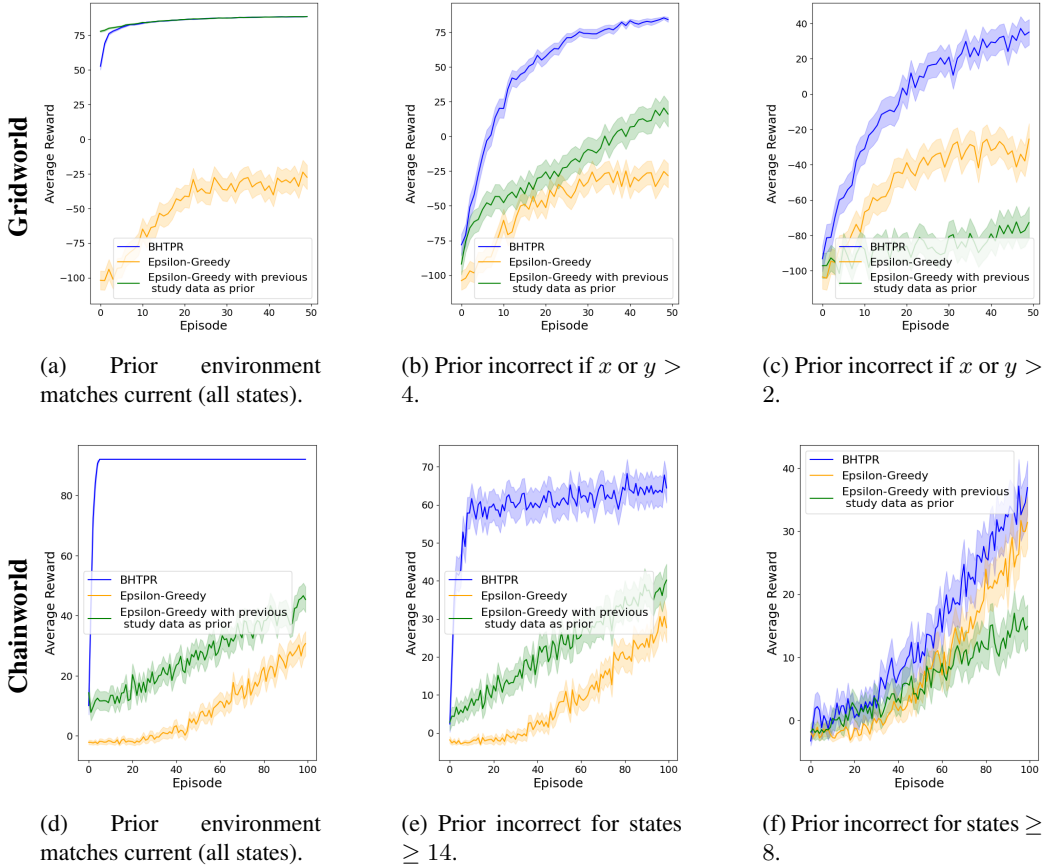 Gridworld
75
50
25
0
−25
−50
−75
−100
Average Reward
BHTPR
Epsilon-Greedy
Epsilon-Greedy with previous
study data as prior
0 10 20 30 40 50
Episode
75
50
25
0
−25
−50
−75
−100
Average Reward
BHTPR
Epsilon-Greedy
Epsilon-Greedy with previous
study data as prior
0 10 20 30 40 50
Episode
40
20
0
−20
−40
−60
−80
−100
Average Reward
BHTPR
Epsilon-Greedy
Epsilon-Greedy with previous
study data as prior
0 10 20 30 40 50
Episode
(a) Prior environment
matches current (all states).
(b) Prior incorrect if x or y >
4.
(c) Prior incorrect if x or y >
2.
Chainworld
80
60
40
20
0
Average Reward
BHTPR
Epsilon-Greedy
Epsilon-Greedy with previous
study data as prior
0 20 40 60 80 100
Episode
70
60
50
40
30
20
10
0
Average Reward
BHTPR
Epsilon-Greedy
Epsilon-Greedy with previous
study data as prior
0 20 40 60 80 100
Episode
40
30
20
10
0
Average Reward
BHTPR
Epsilon-Greedy
Epsilon-Greedy with previous
study data as prior
0 20 40 60 80 100
Episode
(d) Prior environment
matches current (all states).
(e) Prior incorrect for states
≥ 14.
(f) Prior incorrect for states ≥
8.